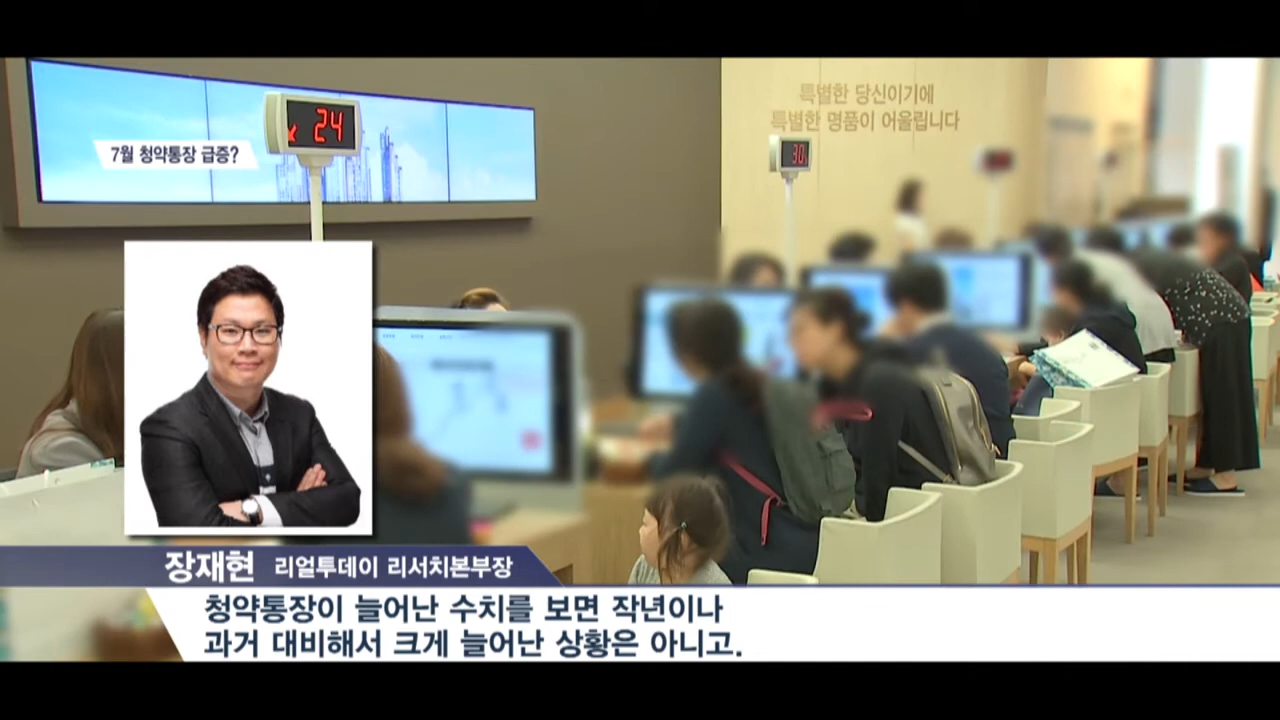 특별한 당신이기에
특별한 명품이 어울립니다
24
30
7월 청약통장 급증?
장재현 리얼투데이 리서치본부장
청약통장이 늘어난 수치를 보면 작년이나
과거 대비해서 크게 늘어난 상황은 아니고.